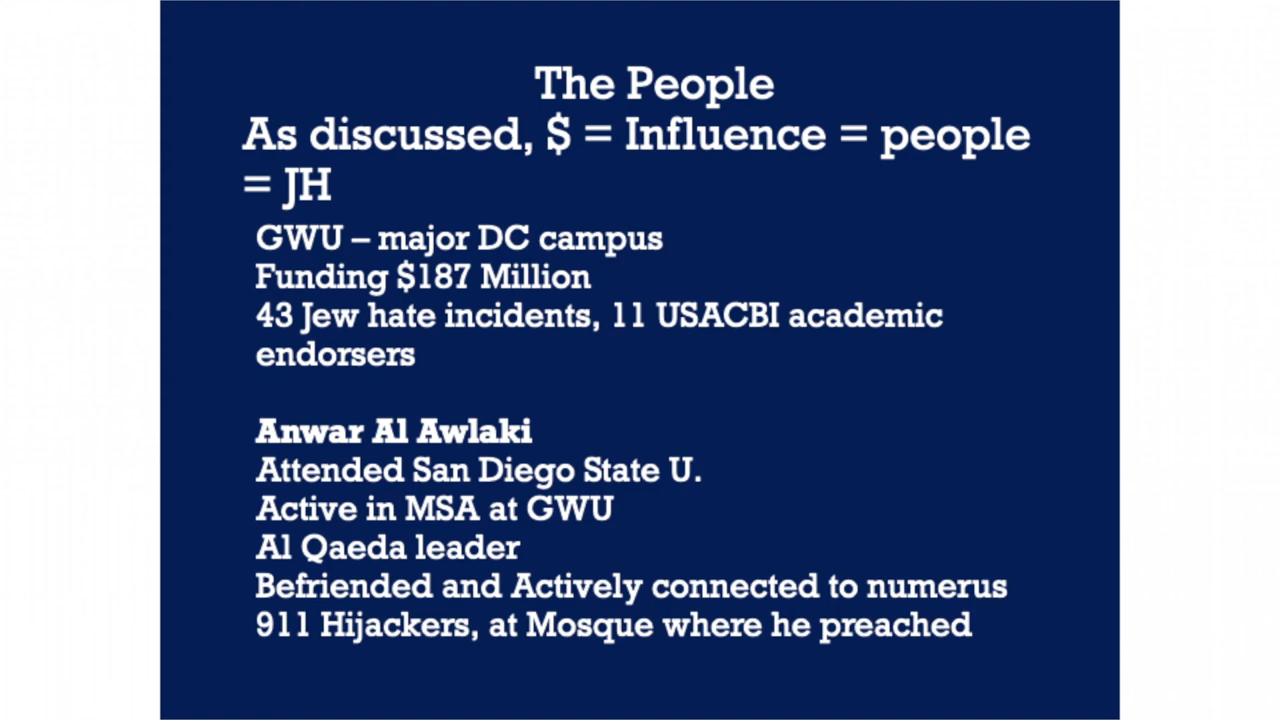 The People
As discussed, $ = Influence = people
= JH
GWU – major DC campus
Funding $187 Million
43 Jew hate incidents, 11 USACBI academic
endorsers
Anwar Al Awlaki
Attended San Diego State U.
Active in MSA at GWU
Al Qaeda leader
Befriended and Actively connected to numerus
911 Hijackers, at Mosque where he preached